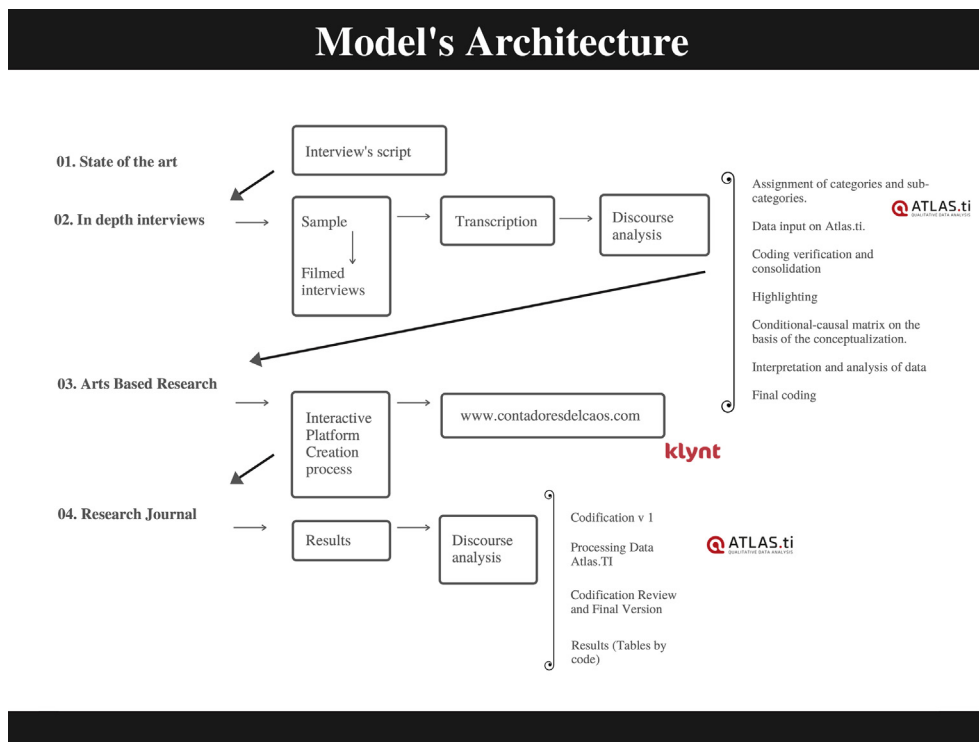 Model's Architecture
01. State of the art
Interview's script
02. In depth interviews
Sample
Filmed
interviews
Transcription
Discourse
analysis
Assignment of categories and sub-
categories.
ATLAS.ti
QUALITATIVE DATA ANALYSIS
Data input on Atlas.ti.
Coding verification and
consolidation
Highlighting
Conditional-causal matrix on the
basis of the conceptualization.
Interpretation and analysis of data
Final coding
03. Arts Based Research
Interactive
Platform
Creation
process
www.contadoresdelcaos.com
klynt
04. Research Journal
Results
Discourse
analysis
Codification v 1
Processing Data
Atlas.TI
Codification Review
and Final Version
Results (Tables by
code)
ATLAS.ti
QUALITATIVE DATA ANALYSIS